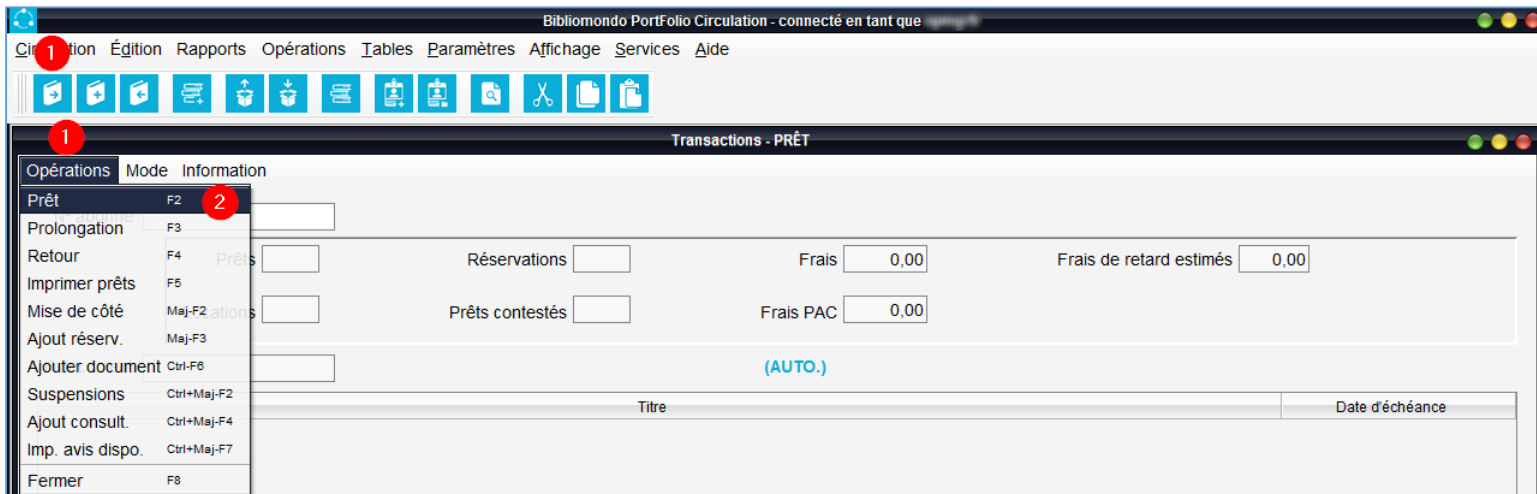 Bibliomondo PortFolio Circulation - connecté en tant que
1
Édition Rapports Opérations Tables Paramètres Affichage Services Aide
1
Transactions - PRÊT
Opérations Mode Information
Prêt F2 2
N° abonné
Prolongation F3
Retour F4 Prêts Réservations Frais 0,00 Frais de retard estimés 0,00
Imprimer prêts F5
Mise de côté Maj-F2 Prêts contestés Frais PAC 0,00
Ajout réserv. Maj-F3
Ajouter document Ctrl-F6 (AUTO.)
Suspensions Ctrl+Maj-F2
Titre Date d'échéance
Ajout consult. Ctrl+Maj-F4
Imp. avis dispo. Ctrl+Maj-F7
Fermer F8